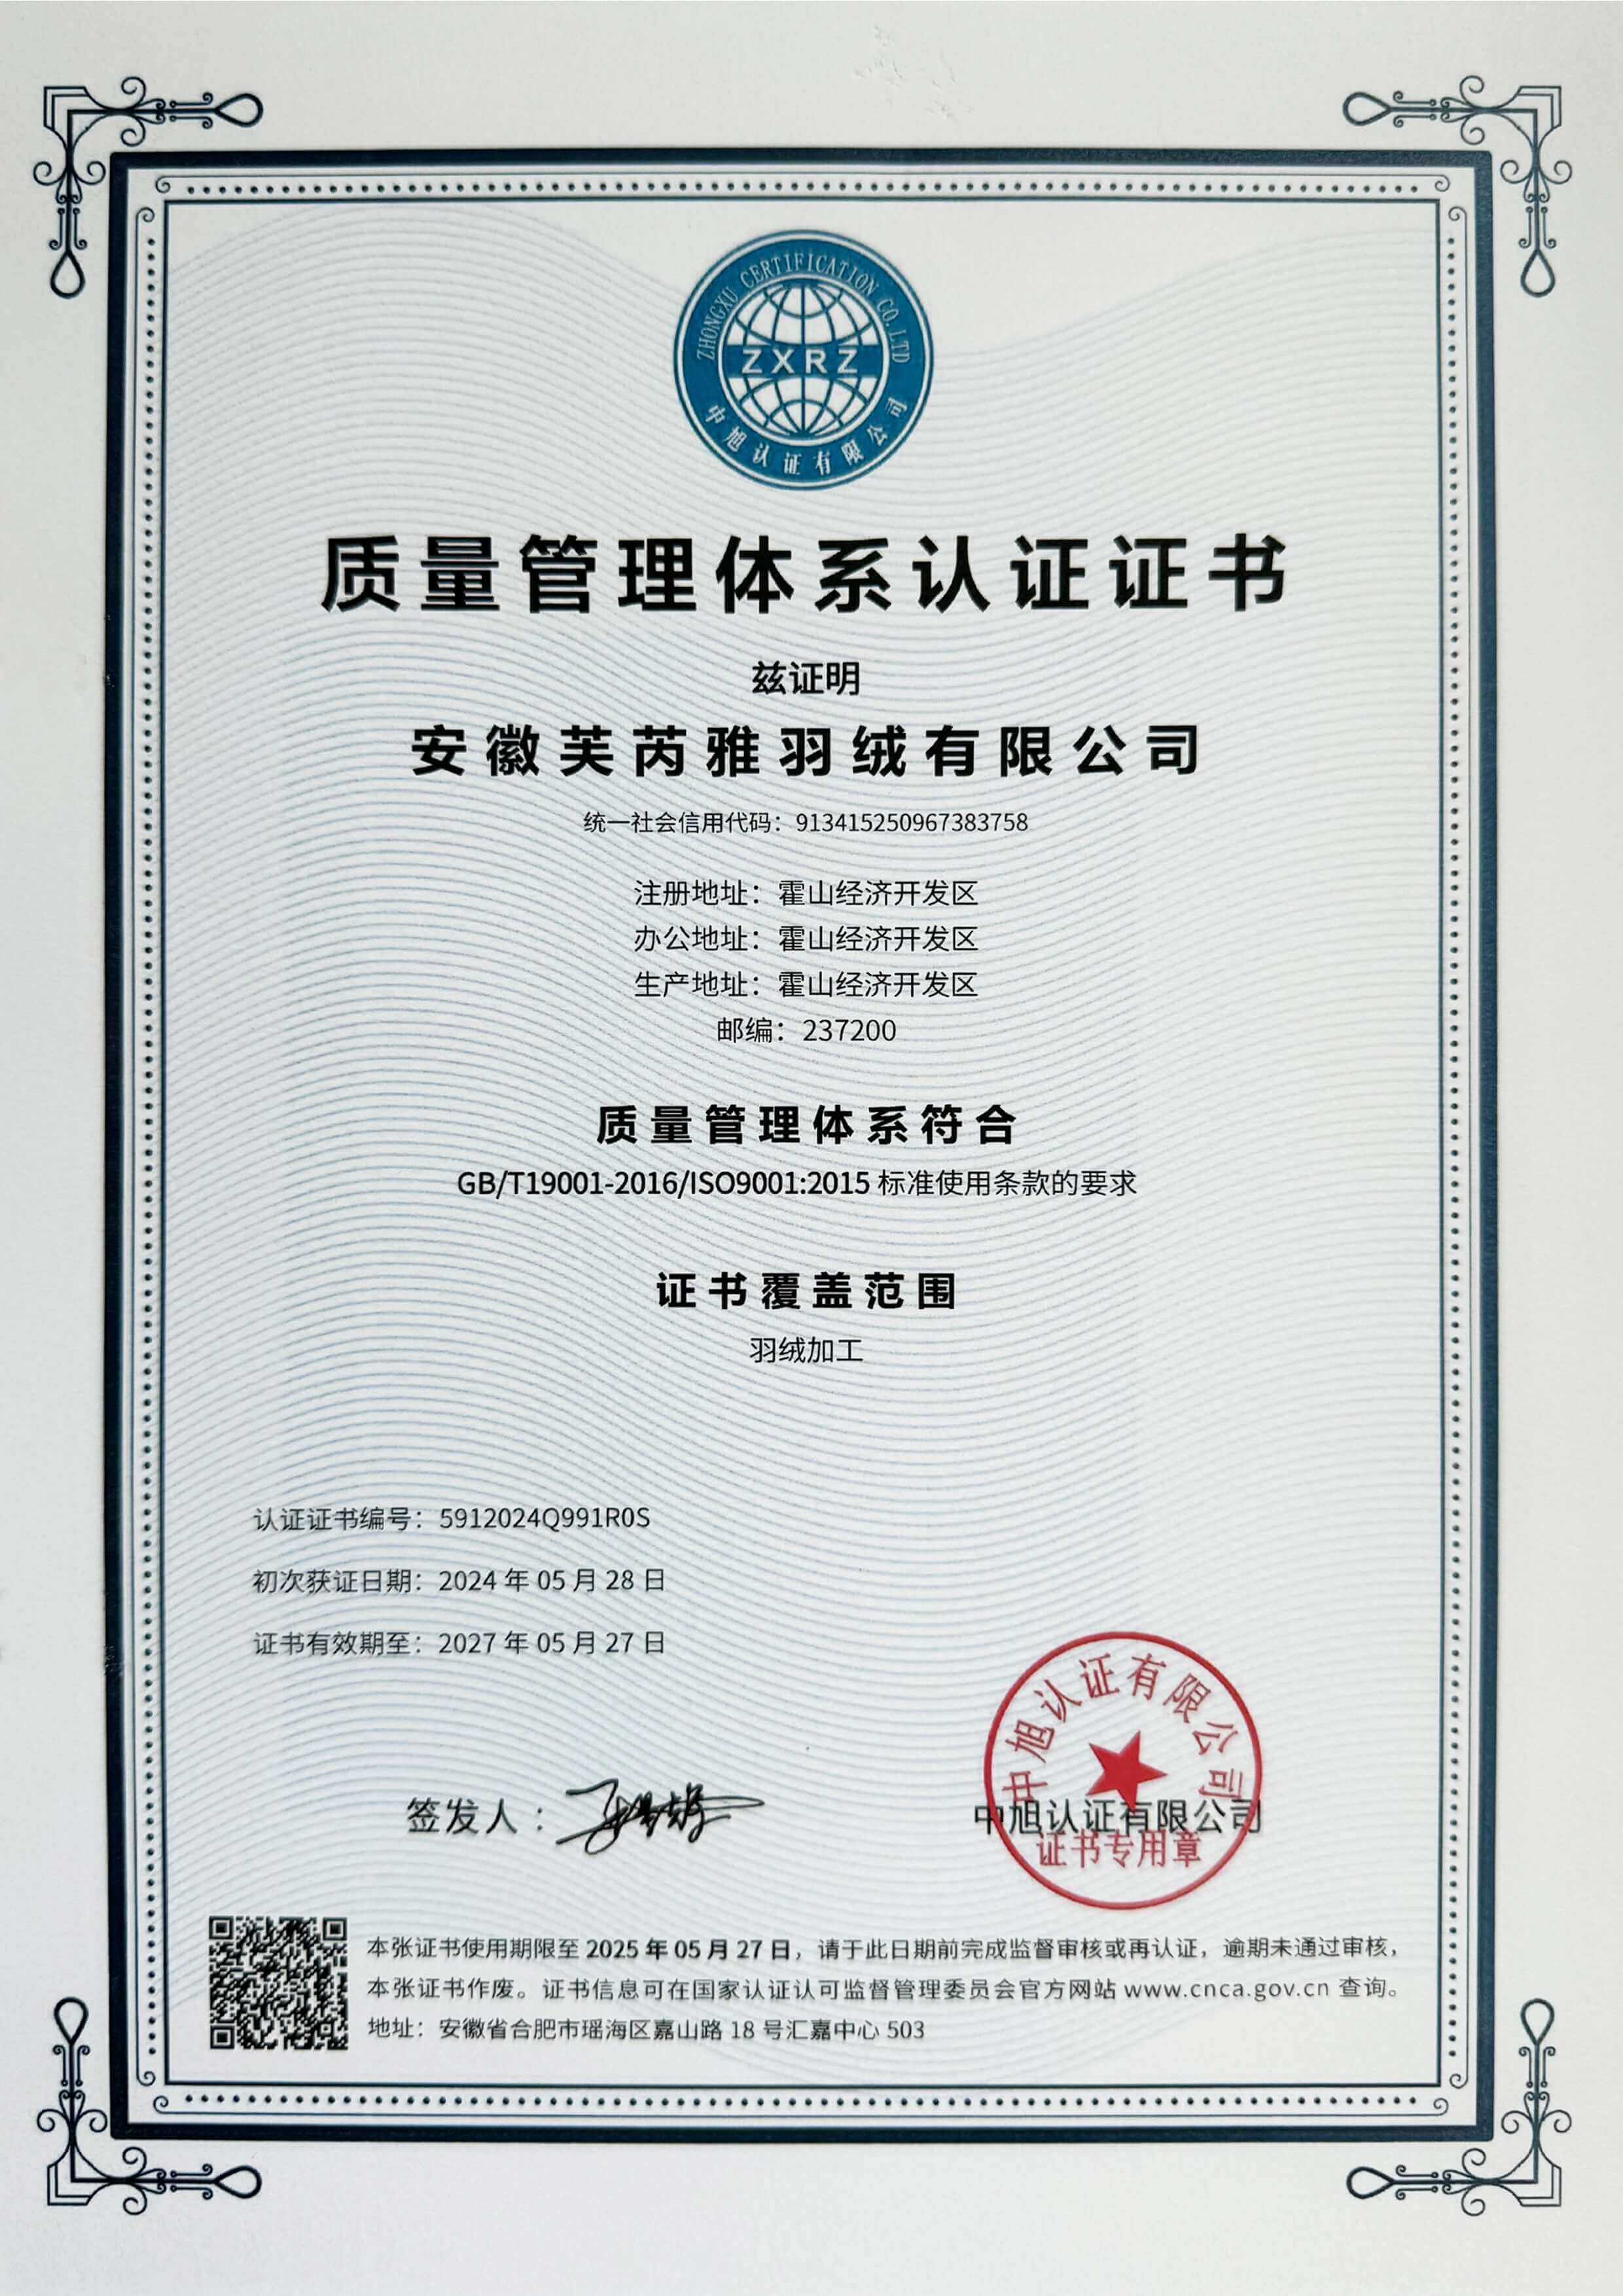 ZHONGXU CERTIFICATION CO.LTD
ZXRZ
中旭认证有限公司
质量管理体系认证证书
兹证明
安徽芙芮雅羽绒有限公司
统一社会信用代码：913415250967383758
注册地址：霍山经济开发区
办公地址：霍山经济开发区
生产地址：霍山经济开发区
邮编：237200
质量管理体系符合
GB/T19001-2016/ISO9001:2015 标准使用条款的要求
证书覆盖范围
羽绒加工
认证证书编号：5912024Q991R0S
初次获证日期：2024 年 05 月 28 日
证书有效期至：2027 年 05 月 27 日
中旭认证有限公司
签发人：
中旭认证有限公司
证书专用章
本张证书使用期限至 2025 年 05 月 27 日，请于此日期前完成监督审核或再认证，逾期未通过审核，
本张证书作废。证书信息可在国家认证认可监督管理委员会官方网站 www.cnca.gov.cn 查询。
地址：安徽省合肥市瑶海区嘉山路 18 号汇嘉中心 503